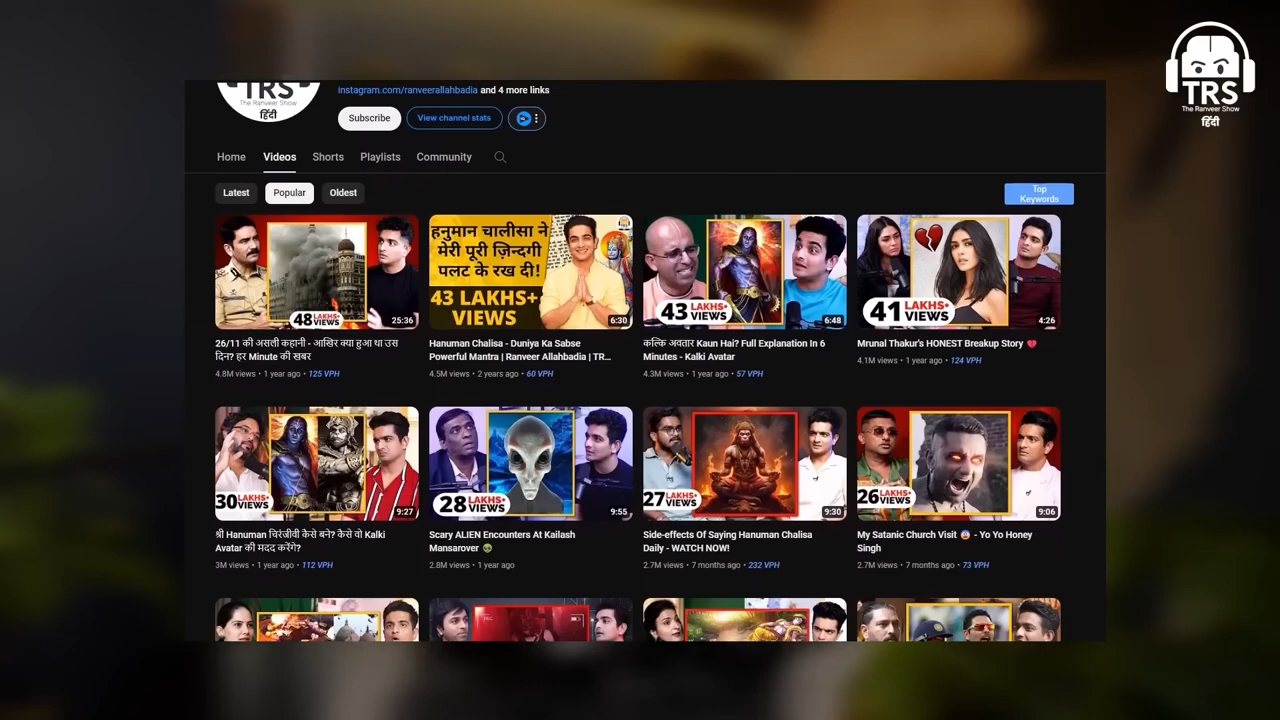 TRS
The Ranveer Show
हिंदी
TRS
The Ranveer Show
हिंदी
instagram.com/ranveerallahbadia and 4 more links
Subscribe
View channel stats
Home
Videos
Shorts
Playlists
Community
Latest
Popular
Oldest
Top
Keywords
48 LAKHS+
VIEWS
25:36
हनुमान चालीसा ने
मेरी पूरी ज़िन्दगी
पलट के रख दी!
43 LAKHS+
VIEWS
6:30
43 LAKHS+
VIEWS
6:48
41 LAKHS+
VIEWS
4:26
26/11 की असली कहानी - आखिर क्या हुआ था उस
दिन? हर Minute की खबर
4.8M views • 1 year ago • 125 VPH
Hanuman Chalisa - Duniya Ka Sabse
Powerful Mantra | Ranveer Allahbadia | TR...
4.5M views • 2 years ago • 60 VPH
कल्कि अवतार Kaun Hai? Full Explanation In 6
Minutes - Kalki Avatar
4.3M views • 1 year ago • 57 VPH
Mrunal Thakur's HONEST Breakup Story 💔
4.1M views • 1 year ago • 124 VPH
30 LAKHS+
VIEWS
9:27
28 LAKHS+
VIEWS
9:55
27 LAKHS+
VIEWS
9:30
26 LAKHS+
VIEWS
9:06
श्री Hanuman चिरंजीवी कैसे बने? कैसे वो Kalki
Avatar की मदद करेंगे?
3M views • 1 year ago • 112 VPH
Scary ALIEN Encounters At Kailash
Mansarover 👽
2.8M views • 1 year ago
Side-effects Of Saying Hanuman Chalisa
Daily - WATCH NOW!
2.7M views • 7 months ago • 232 VPH
My Satanic Church Visit 😱 - Yo Yo Honey
Singh
2.7M views • 7 months ago • 73 VPH